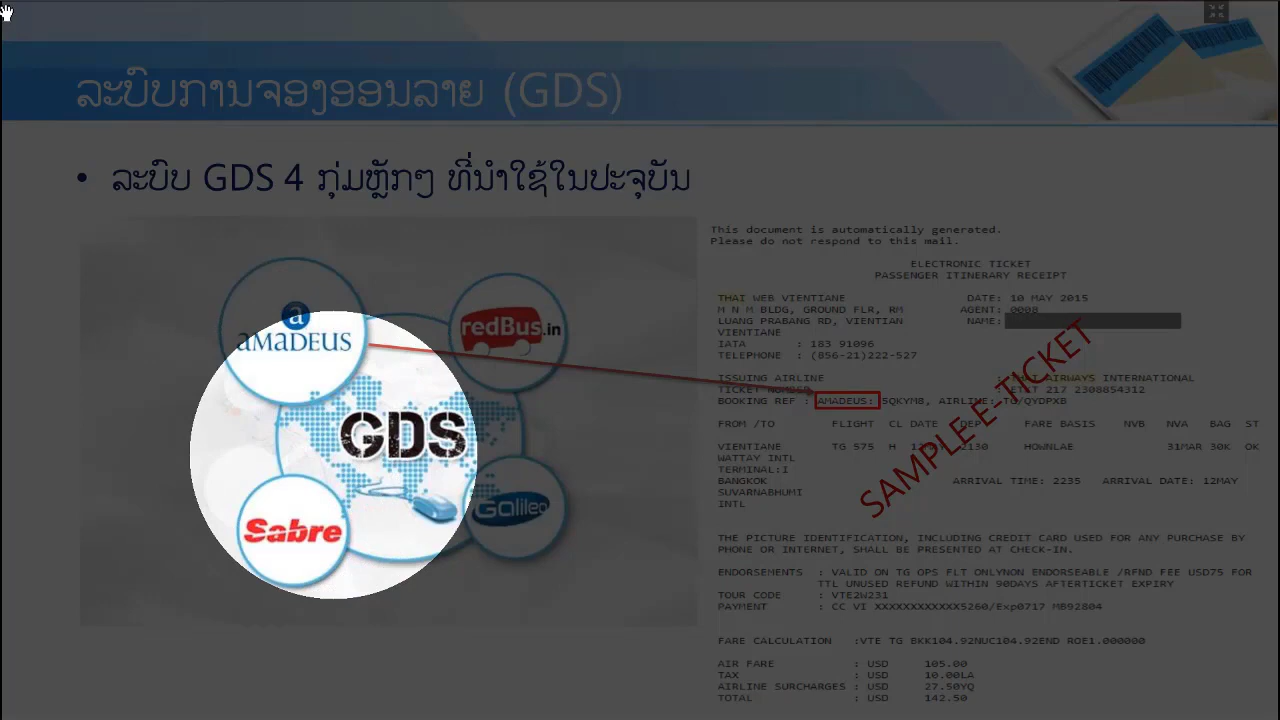 ລະບົບການຈອງອອນລາຍ (GDS)
• ລະບົບ GDS 4 ກຸ່ມຫຼັກໆ ທີ່ນຳໃຊ້ໃນປະຈຸບັນ
a
amadeus
redBus.in
GDS
Sabre
Galileo
This document is automatically generated.
Please do not respond to this mail.
ELECTRONIC TICKET
PASSENGER ITINERARY RECEIPT
THAI WEB VIENTIANE DATE: 10 MAY 2015
M N M BLDG, GROUND FLR, RM AGENT: 0008
LUANG PRABANG RD, VIENTIAN NAME:
VIENTIANE
IATA : 183 91096
TELEPHONE : (856-21)222-527
ISSUING AIRLINE : THAI AIRWAYS INTERNATIONAL
TICKET NUMBER : ETKT 217 2308854312
BOOKING REF : AMADEUS: 5QKYM8, AIRLINE: TG/QYDPXB
FROM /TO FLIGHT CL DATE DEP FARE BASIS NVB NVA BAG ST
VIENTIANE TG 575 H 2130 HOWNLAE 31MAR 30K OK
WATTAY INTL
TERMINAL:I
BANGKOK ARRIVAL TIME: 2235 ARRIVAL DATE: 12MAY
SUVARNABHUMI
INTL
SAMPLE E-TICKET
THE PICTURE IDENTIFICATION, INCLUDING CREDIT CARD USED FOR ANY PURCHASE BY
PHONE OR INTERNET, SHALL BE PRESENTED AT CHECK-IN.
ENDORSEMENTS : VALID ON TG OPS FLT ONLYNON ENDORSEABLE /RFND FEE USD75 FOR
TTL UNUSED REFUND WITHIN 90DAYS AFTERTICKET EXPIRY
TOUR CODE : VTE2W231
PAYMENT : CC VI XXXXXXXXXXXX5260/Exp0717 M892804
FARE CALCULATION :VTE TG BKK104.92NUC104.92END ROE1.000000
AIR FARE : USD 105.00
TAX : USD 10.00LA
AIRLINE SURCHARGES : USD 27.50YQ
TOTAL : USD 142.50